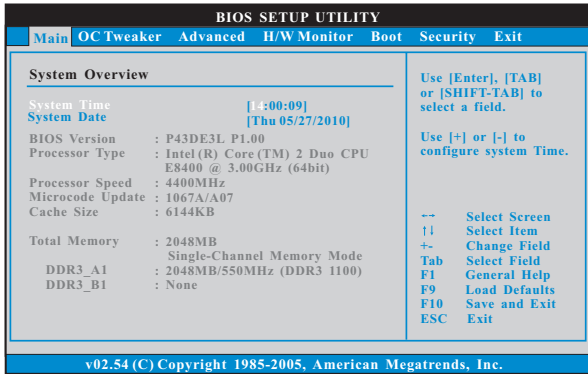 BIOS SETUP UTILITY
Main OC Tweaker Advanced H/W Monitor Boot Security Exit
System Overview
System Time [14:00:09]
System Date [Thu 05/27/2010]
BIOS Version : P43DE3L P1.00
Processor Type : Intel (R) Core (TM) 2 Duo CPU
E8400 @ 3.00GHz (64bit)
Processor Speed : 4400MHz
Microcode Update : 1067A/A07
Cache Size : 6144KB
Total Memory : 2048MB
Single-Channel Memory Mode
DDR3_A1 : 2048MB/550MHz (DDR3 1100)
DDR3_B1 : None
Use [Enter], [TAB]
or [SHIFT-TAB] to
select a field.
Use [+] or [-] to
configure system Time.
←→ Select Screen
↑↓ Select Item
+- Change Field
Tab Select Field
F1 General Help
F9 Load Defaults
F10 Save and Exit
ESC Exit
v02.54 (C) Copyright 1985-2005, American Megatrends, Inc.